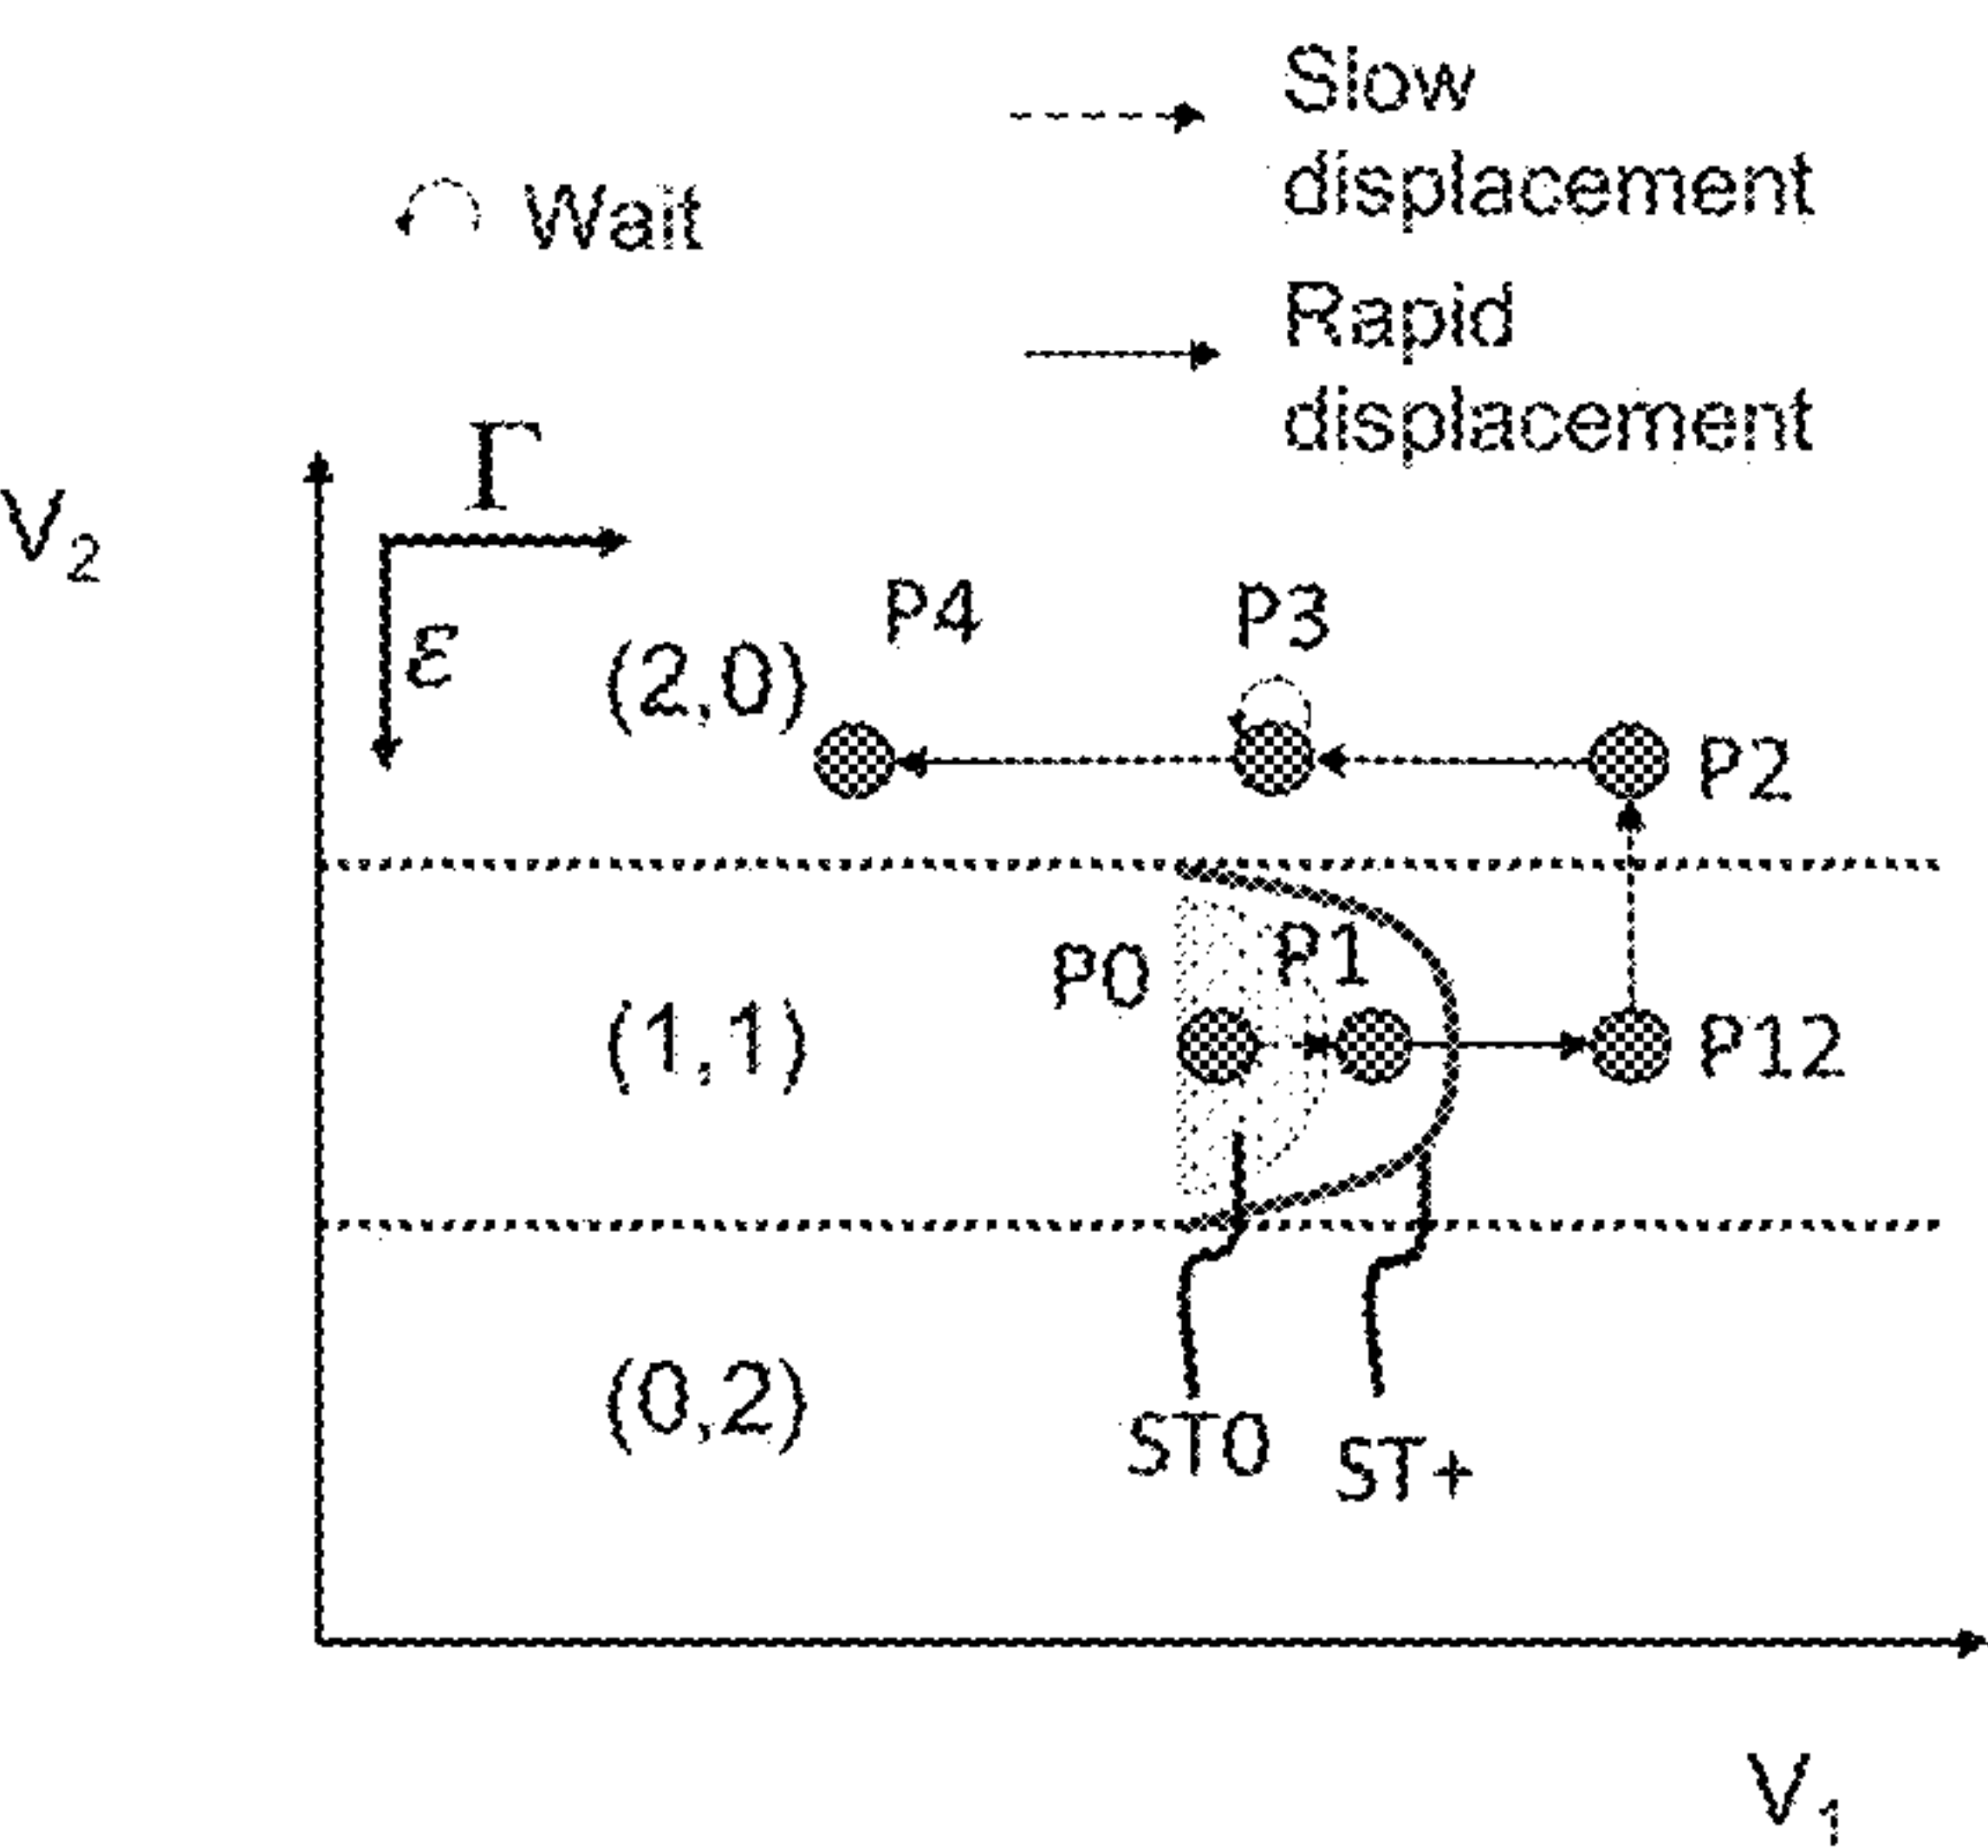 Slow
displacement
Wait
Rapid
displacement
Γ
V₂
ε
P4
P3
(2,0)
P2
P0
P1
(1,1)
P12
(0,2)
ST0
ST+
V₁